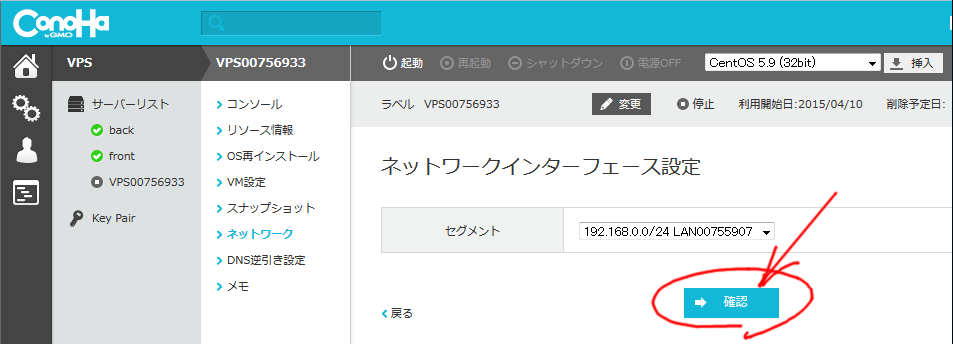 ConoHa
by GMO
VPS
VPS00756933
起動
再起動
シャットダウン
電源OFF
CentOS 5.9 (32bit)
挿入
サーバーリスト
back
front
VPS00756933
Key Pair
コンソール
リソース情報
OS再インストール
VM設定
スナップショット
ネットワーク
DNS逆引き設定
メモ
ラベル VPS00756933
変更
停止
利用開始日:2015/04/10
削除予定日:
ネットワークインターフェース設定
セグメント
192.168.0.0/24 LAN00755907
確認
戻る